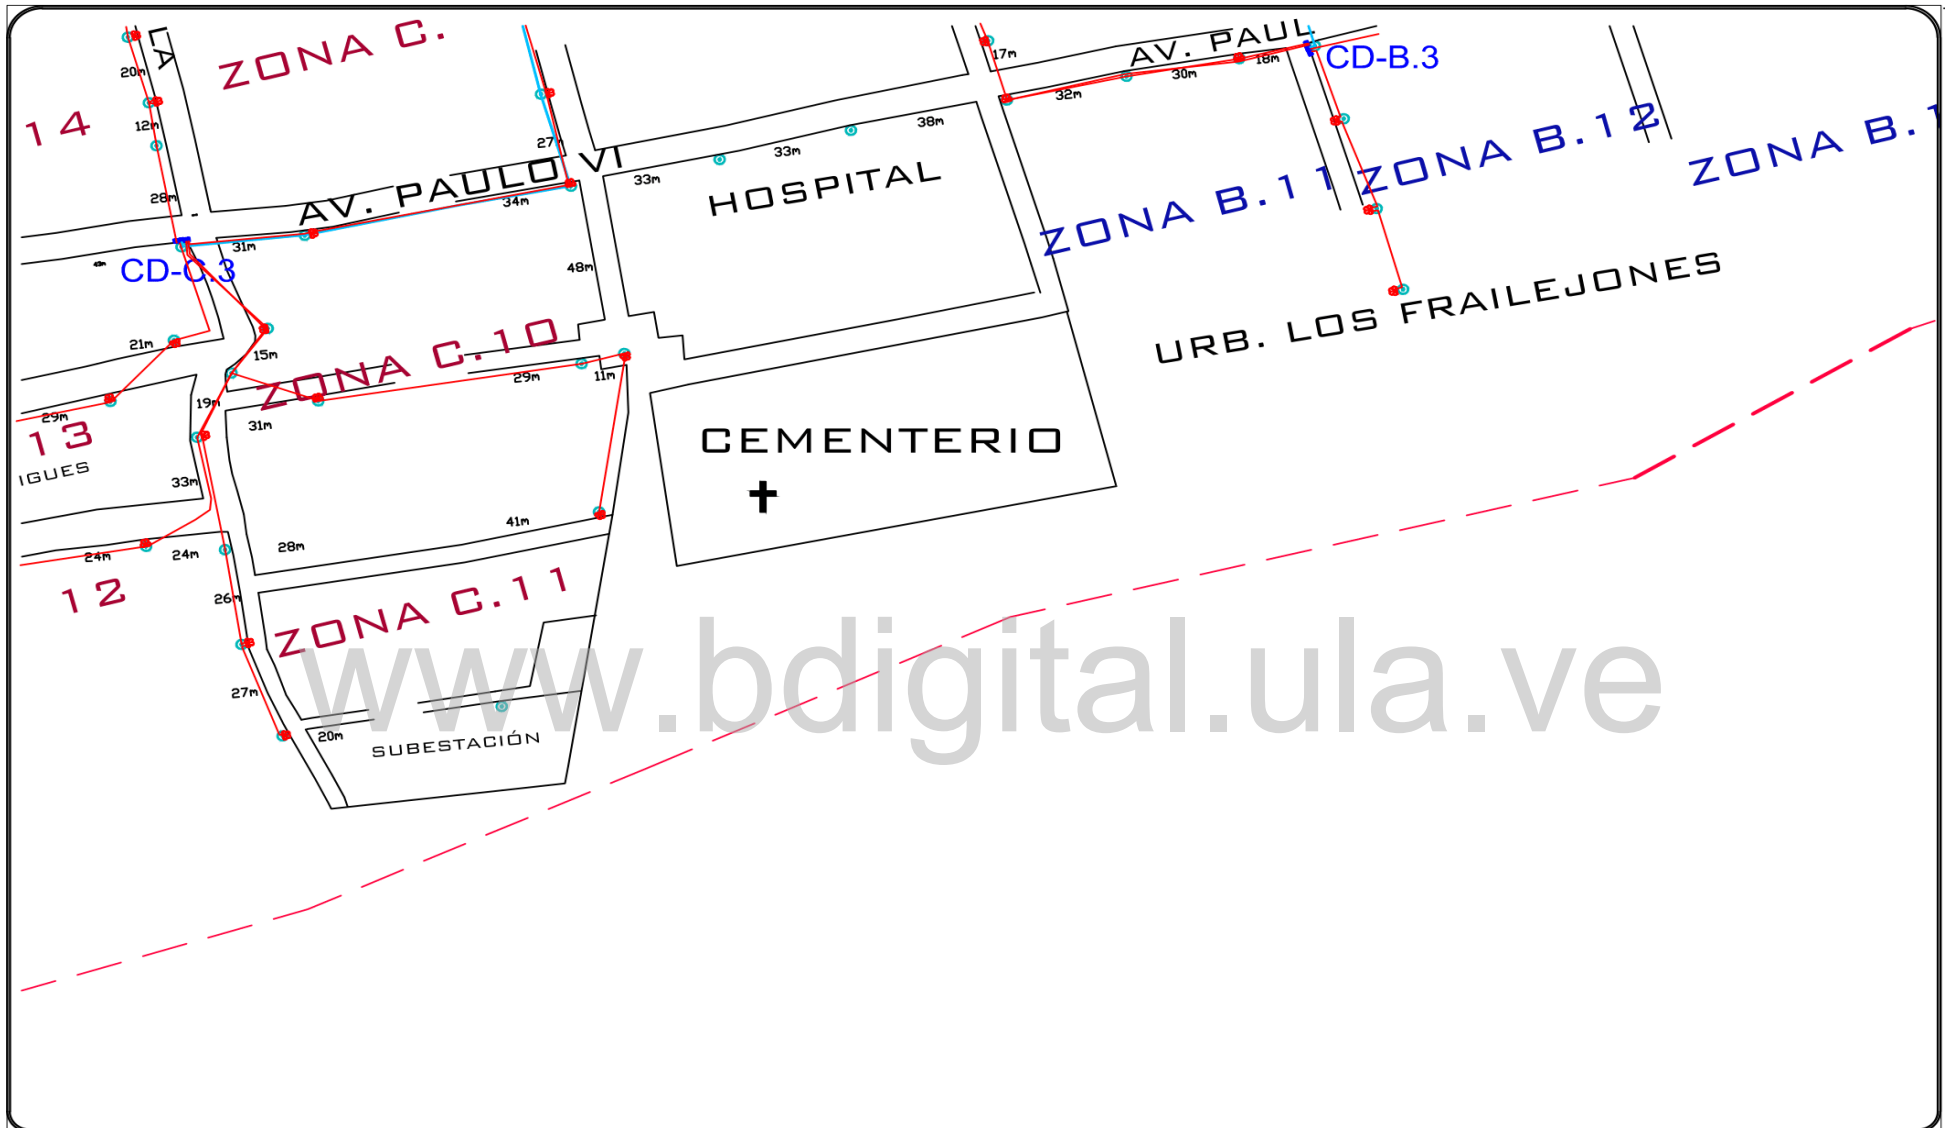 LA
ZONA C.
AV. PAUL
CD-B.3
17m
20m
12m
14
27
32m
30m
18m
38m
33m
33m
AV. PAULO VI
HOSPITAL
ZONA B.11
ZONA B.12
ZONA B.1
28m
34m
31m
48m
CD-C.3
URB. LOS FRAILEJONES
21m
15m
ZONA C.10
29m
11m
19m
29m
31m
13
IGUES
CEMENTERIO
33m
41m
28m
24m
24m
12
26m
ZONA C.11
27m
20m
SUBESTACIÓN
www.bdigital.ula.ve